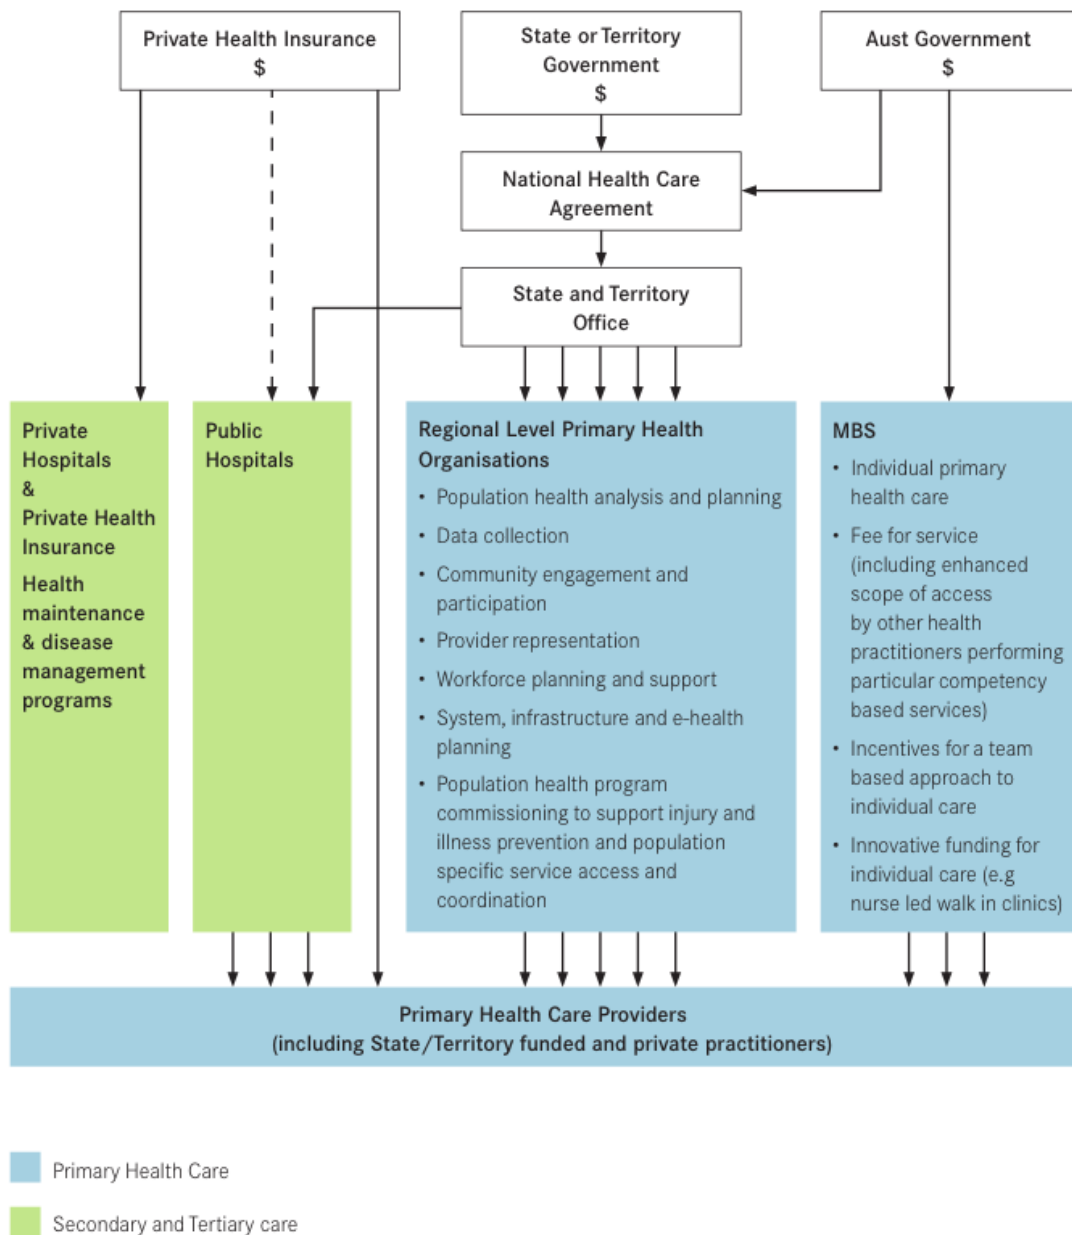 Private Health Insurance
$
State or Territory
Government
$
Aust Government
$
National Health Care
Agreement
State and Territory
Office
Private
Hospitals
&
Private Health
Insurance
Health
maintenance
& disease
management
programs
Public
Hospitals
Regional Level Primary Health
Organisations
• Population health analysis and planning
• Data collection
• Community engagement and
participation
• Provider representation
• Workforce planning and support
• System, infrastructure and e-health
planning
• Population health program
commissioning to support injury and
illness prevention and population
specific service access and
coordination
MBS
• Individual primary
health care
• Fee for service
(including enhanced
scope of access
by other health
practitioners performing
particular competency
based services)
• Incentives for a team
based approach to
individual care
• Innovative funding for
individual care (e.g
nurse led walk in clinics)
Primary Health Care Providers
(including State/Territory funded and private practitioners)
Primary Health Care
Secondary and Tertiary care